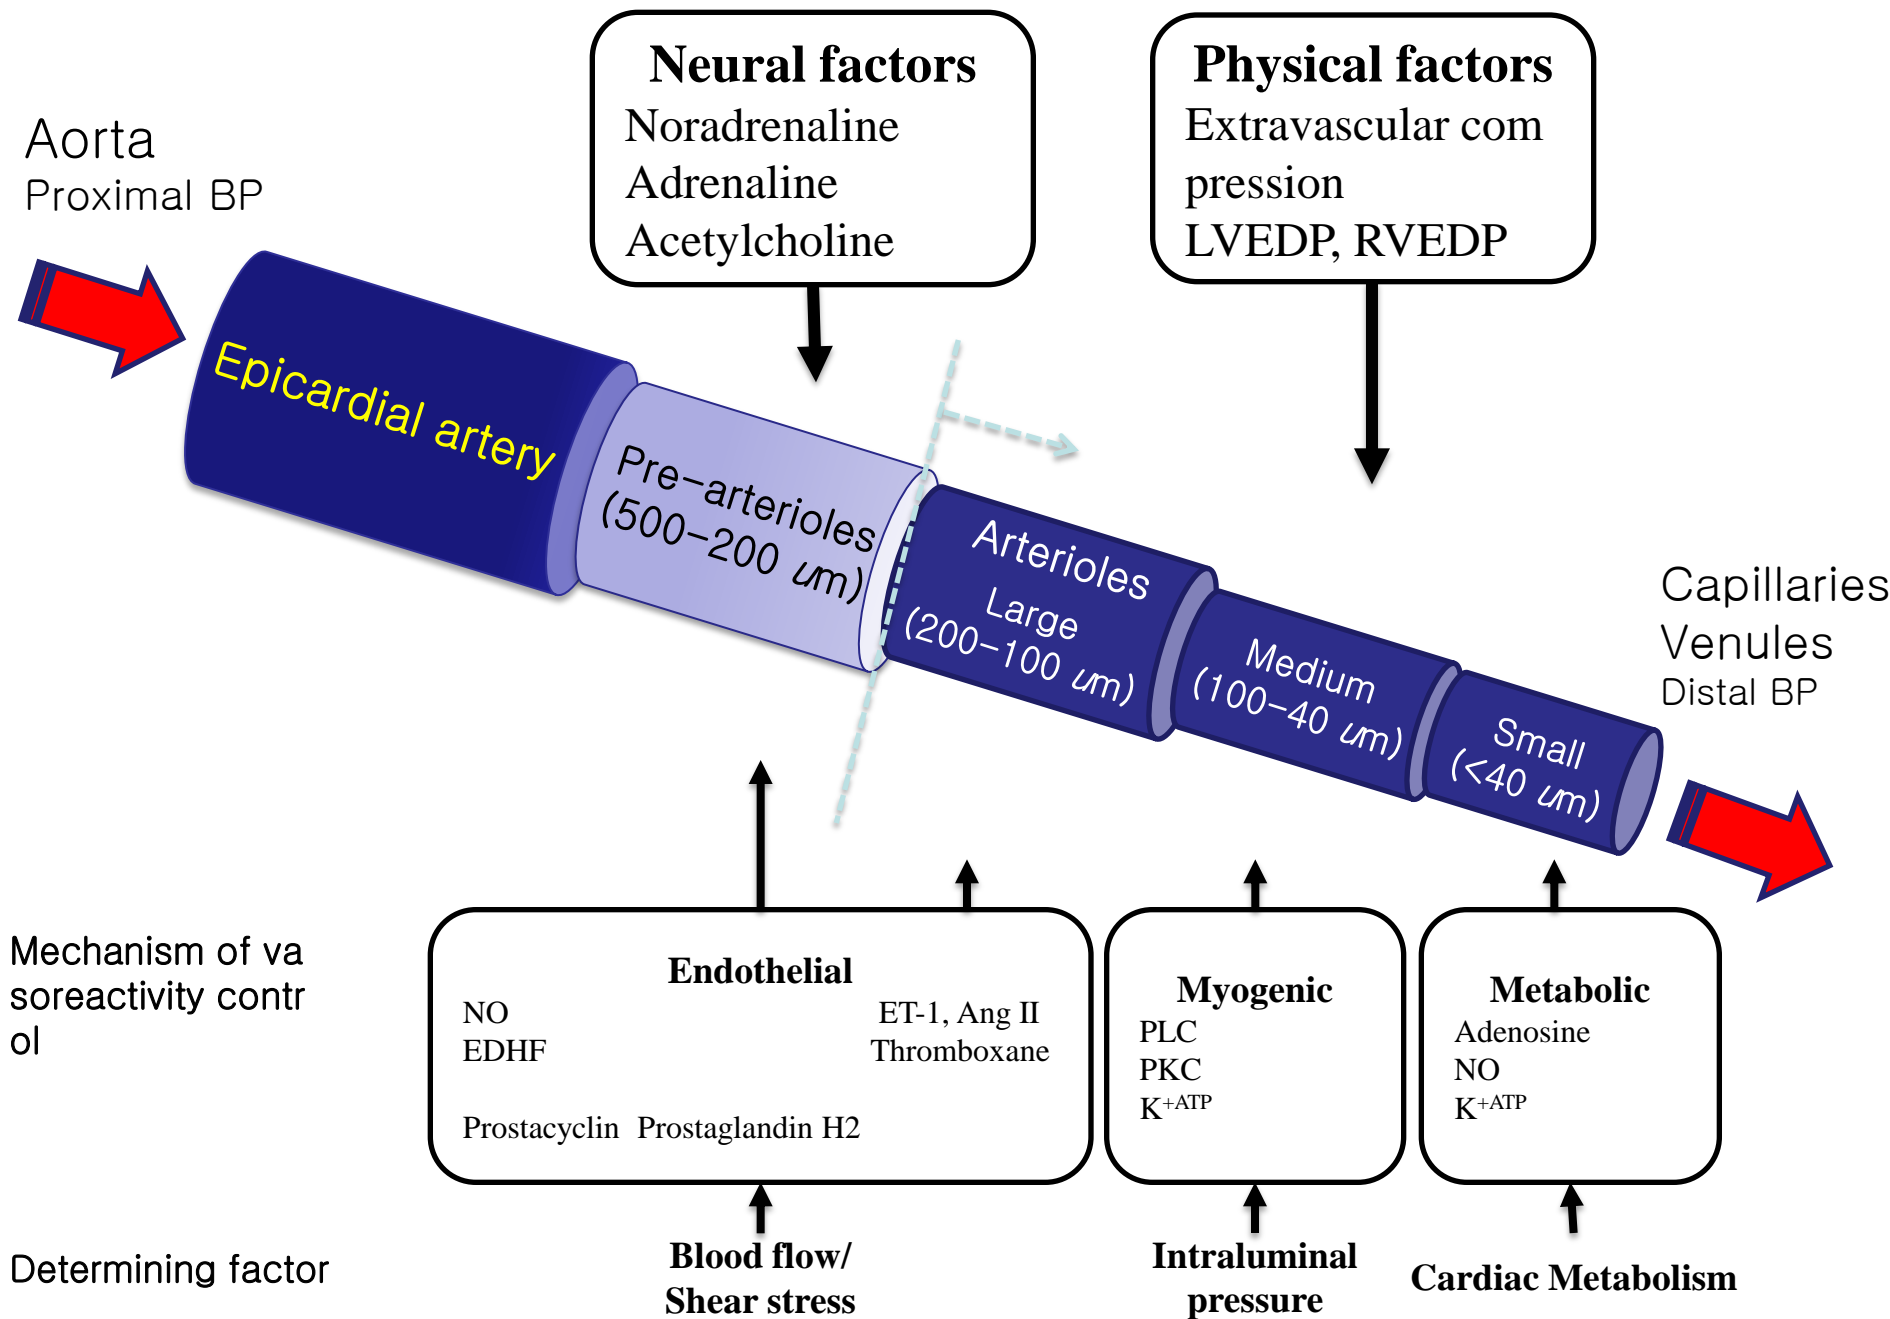 Neural factors
Noradrenaline
Adrenaline
Acetylcholine
Physical factors
Extravascular com
pression
LVEDP, RVEDP
Aorta
Proximal BP
Epicardial artery
Pre-arterioles
(500-200 um)
Arterioles
Large
(200-100 um)
Medium
(100-40 um)
Small
(<40 um)
Capillaries
Venules
Distal BP
Mechanism of va
soreactivity contr
ol
Endothelial
NO ET-1, Ang II
EDHF Thromboxane
Prostacyclin Prostaglandin H2
Myogenic
PLC
PKC
K+ATP
Metabolic
Adenosine
NO
K+ATP
Determining factor
Blood flow/
Shear stress
Intraluminal
pressure
Cardiac Metabolism